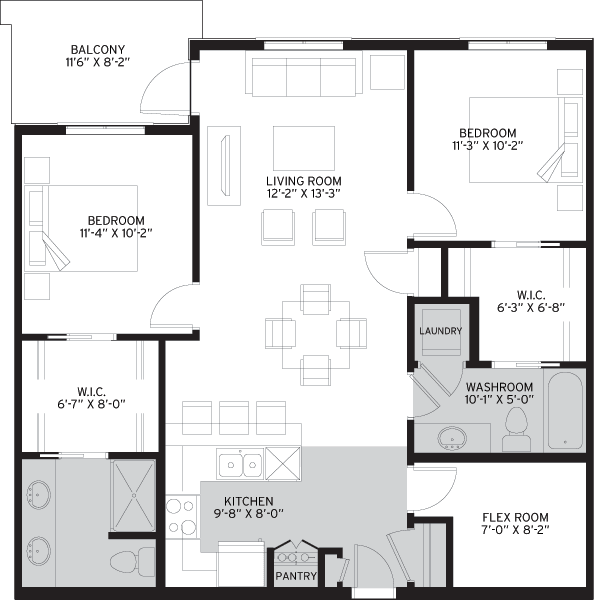 BALCONY
11'6" X 8'-2"
BEDROOM
11'-3" X 10'-2"
LIVING ROOM
12'-2" X 13'-3"
BEDROOM
11'-4" X 10'-2"
W.I.C.
6'-3" X 6'-8"
LAUNDRY
W.I.C.
6'-7" X 8'-0"
WASHROOM
10'-1" X 5'-0"
KITCHEN
9'-8" X 8'-0"
FLEX ROOM
7'-0" X 8'-2"
PANTRY